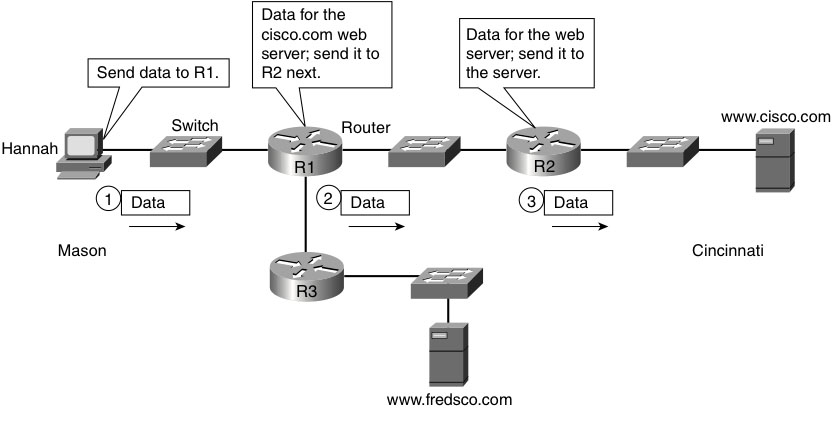 Data for the
cisco.com web
server; send it to
R2 next.
Data for the web
server; send it to
the server.
Send data to R1.
www.cisco.com
Switch
Router
Hannah
R1
R2
1 Data
2 Data
3 Data
Mason
Cincinnati
R3
www.fredsco.com